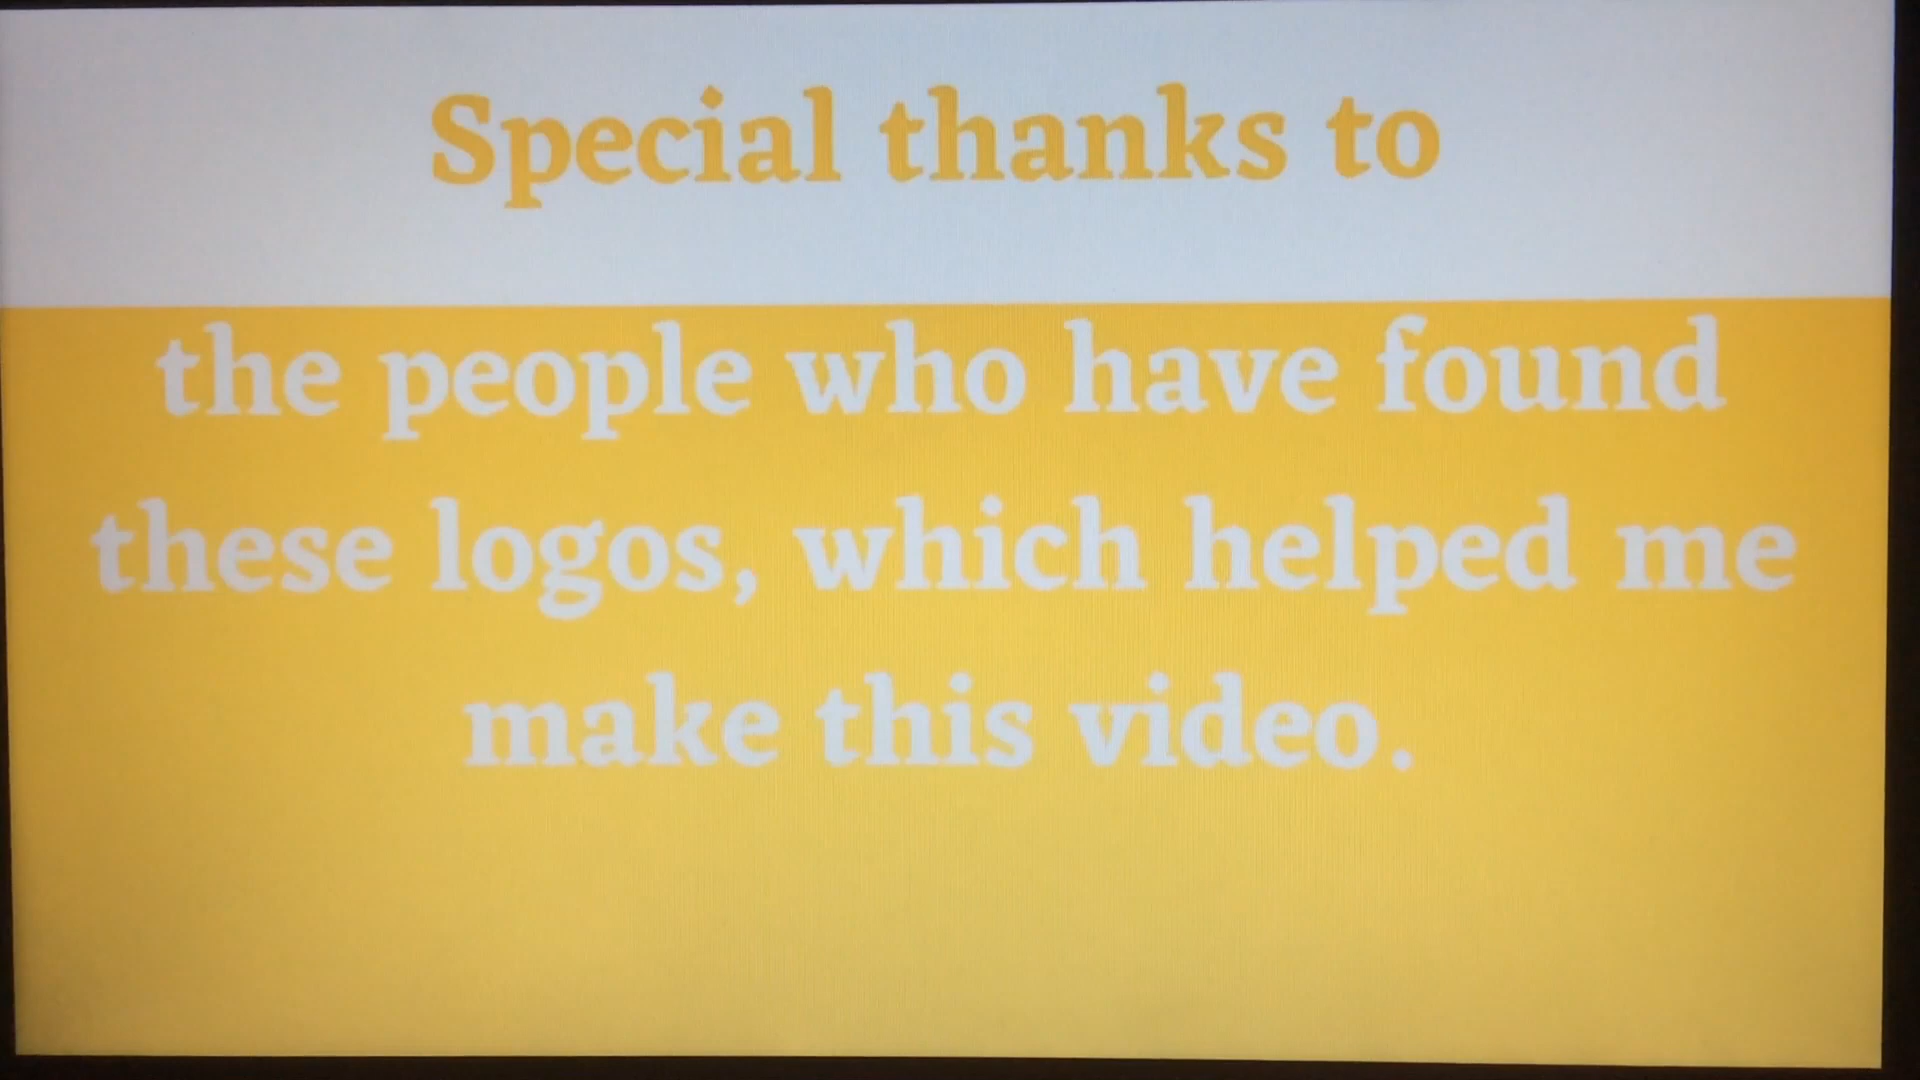 Special thanks to
the people who have found
these logos, which helped me
make this video.